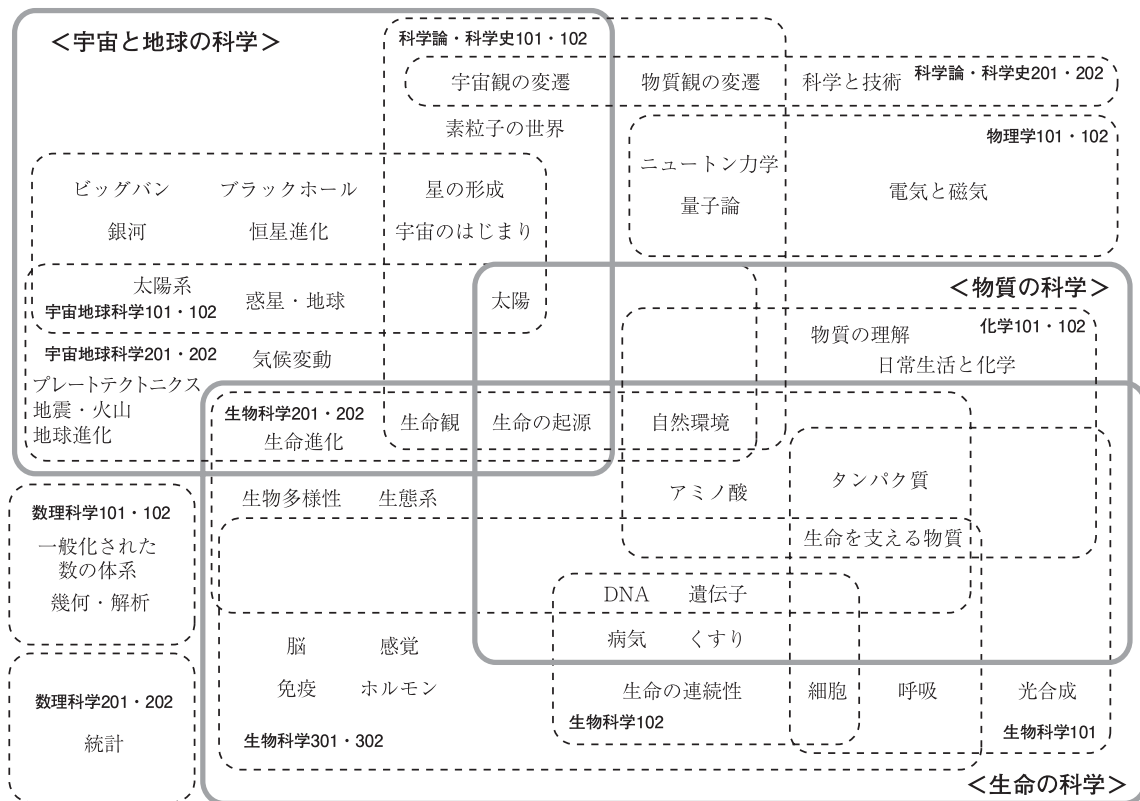 ＜宇宙と地球の科学＞
科学論・科学史101・102
宇宙観の変遷
物質観の変遷
科学と技術
科学論・科学史201・202
素粒子の世界
物理学101・102
ニュートン力学
量子論
電気と磁気
ビッグバン
ブラックホール
星の形成
銀河
恒星進化
宇宙のはじまり
太陽系
惑星・地球
太陽
宇宙地球科学101・102
＜物質の科学＞
物質の理解
化学101・102
日常生活と化学
宇宙地球科学201・202
気候変動
プレートテクトニクス
地震・火山
地球進化
生物科学201・202
生命進化
生命観
生命の起源
自然環境
生物多様性
生態系
アミノ酸
タンパク質
生命を支える物質
数理科学101・102
一般化された
数の体系
幾何・解析
DNA
遺伝子
病気
くすり
脳
感覚
免疫
ホルモン
生命の連続性
細胞
呼吸
光合成
生物科学102
生物科学101
生物科学301・302
数理科学201・202
統計
＜生命の科学＞